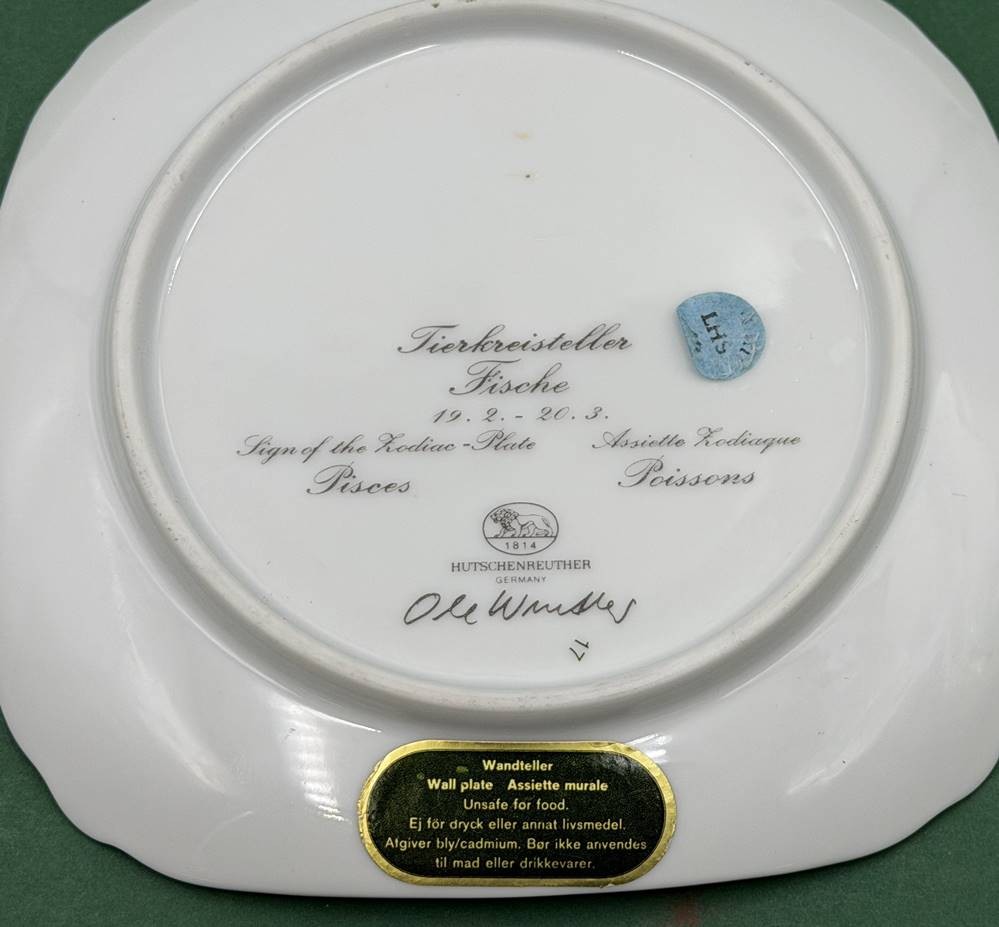 Tierkreisteller
Fische
19. 2. - 20. 3.
Sign of the Zodiac-Plate
Pisces
Assiette Zodiaque
Poissons
1814
HUTSCHENREUTHER
GERMANY
Ole Winther
17
LHS
Wandteller
Wall plate Assiette murale
Unsafe for food.
Ej för dryck eller annat livsmedel.
Afgiver bly/cadmium. Bør ikke anvendes
til mad eller drikkevarer.